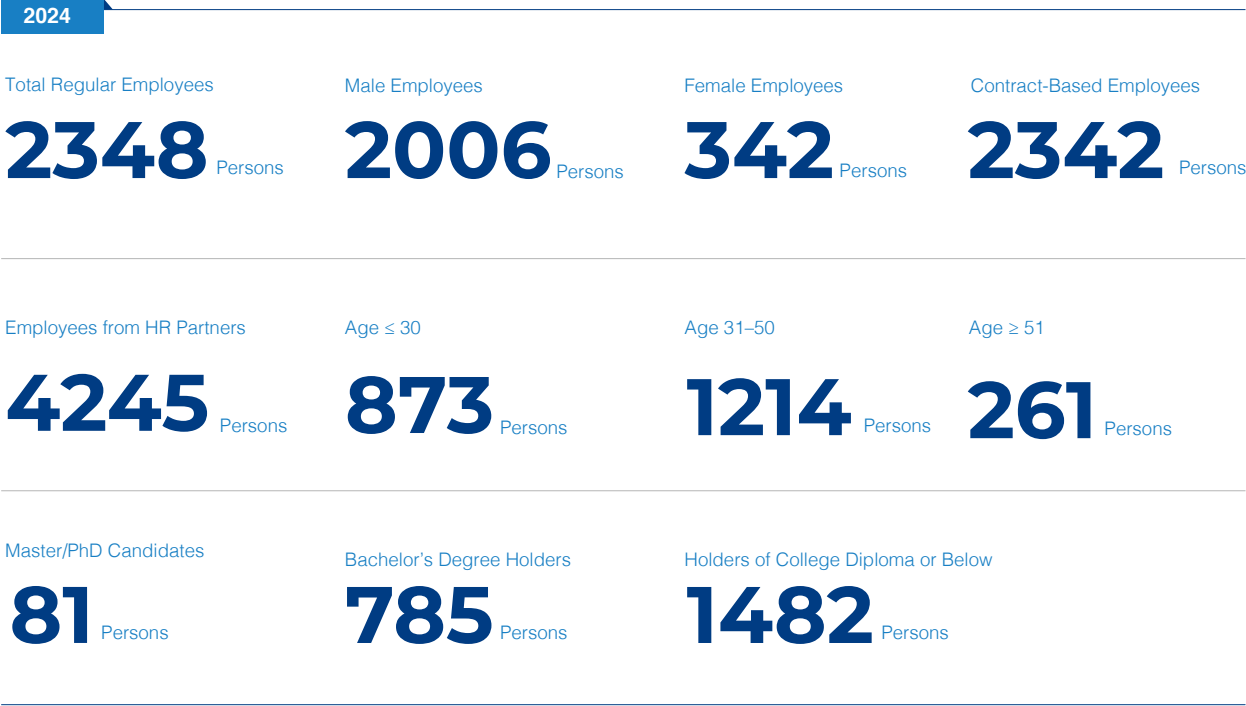 2024
Total Regular Employees
2348 Persons
Male Employees
2006 Persons
Female Employees
342 Persons
Contract-Based Employees
2342 Persons
Employees from HR Partners
4245 Persons
Age ≤ 30
873 Persons
Age 31–50
1214 Persons
Age ≥ 51
261 Persons
Master/PhD Candidates
81 Persons
Bachelor’s Degree Holders
785 Persons
Holders of College Diploma or Below
1482 Persons